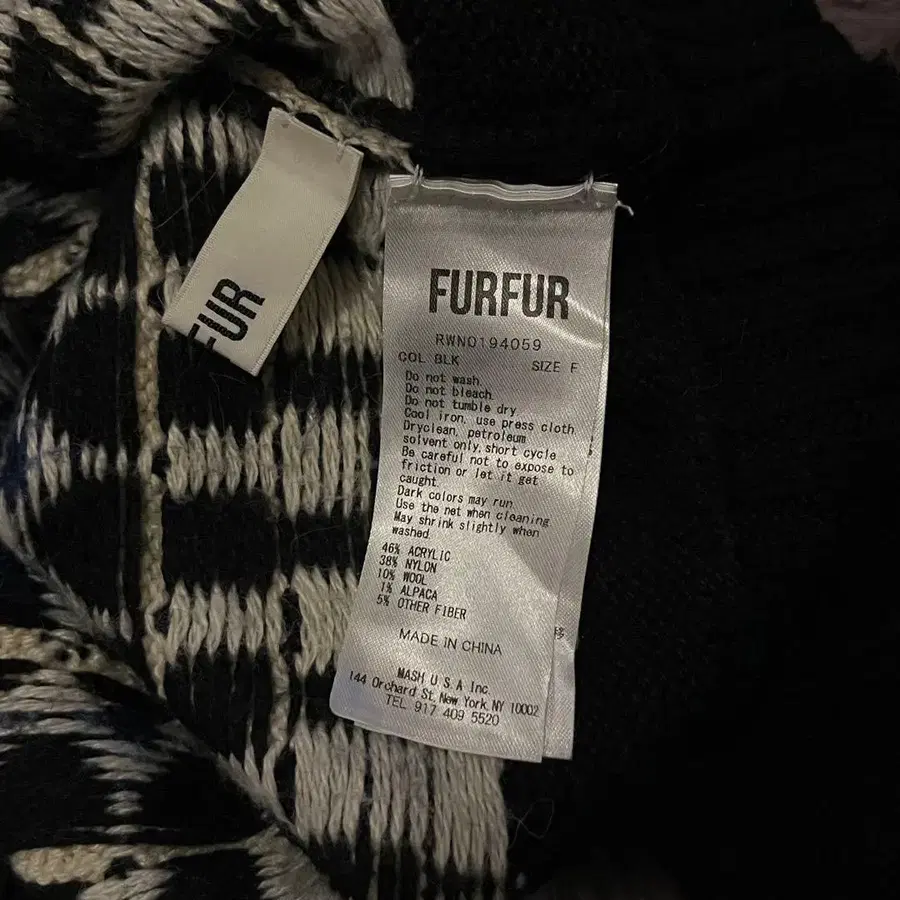 FUR
FURFUR
RWNO194059
COL BLK SIZE F
Do not wash
Do not bleach
Do not tumble dry
Cool iron, use press cloth
Dryclean, petroleum
solvent only, short cycle
Be careful not to expose to
friction or let it get
caught
Dark colors may run
Use the net when cleaning
May shrink slightly when
washed
46% ACRYLIC
38% NYLON
10% WOOL
1% ALPACA
5% OTHER FIBER
MADE IN CHINA
MASH U.S.A Inc.
144 Orchard St. New York NY 10002
TEL 917 409 5520
移